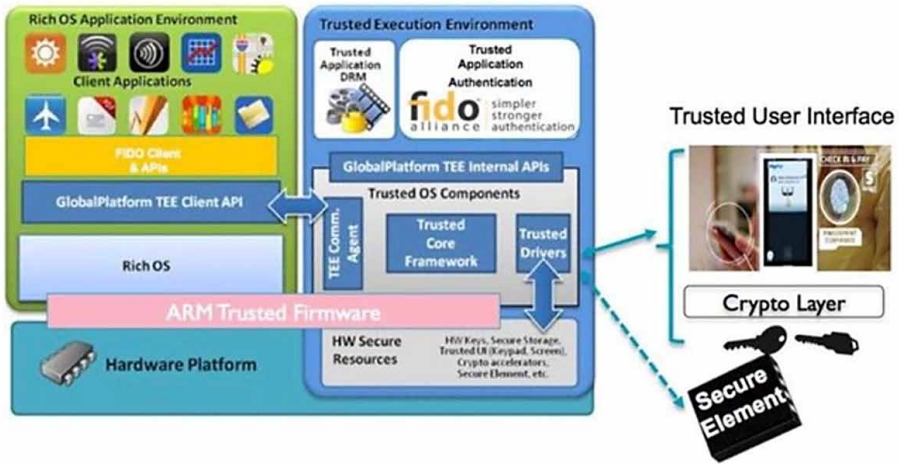 Rich OS Application Environment
Client Applications
FIDO Client
& APIs
GlobalPlatform TEE Client API
Rich OS
ARM Trusted Firmware
Hardware Platform
Trusted Execution Environment
Trusted
Application
DRM
Trusted
Application
Authentication
fido
alliance
simpler
stronger
authentication
GlobalPlatform TEE Internal APIs
Trusted OS Components
TEE Comm.
Agent
Trusted
Core
Framework
Trusted
Drivers
HW Secure
Resources
HW Keys, Secure Storage,
Trusted UI (Keypad, Screen),
Crypto accelerators,
Secure Element, etc.
Trusted User Interface
CHECK IN & PAY
Crypto Layer
Secure
Element